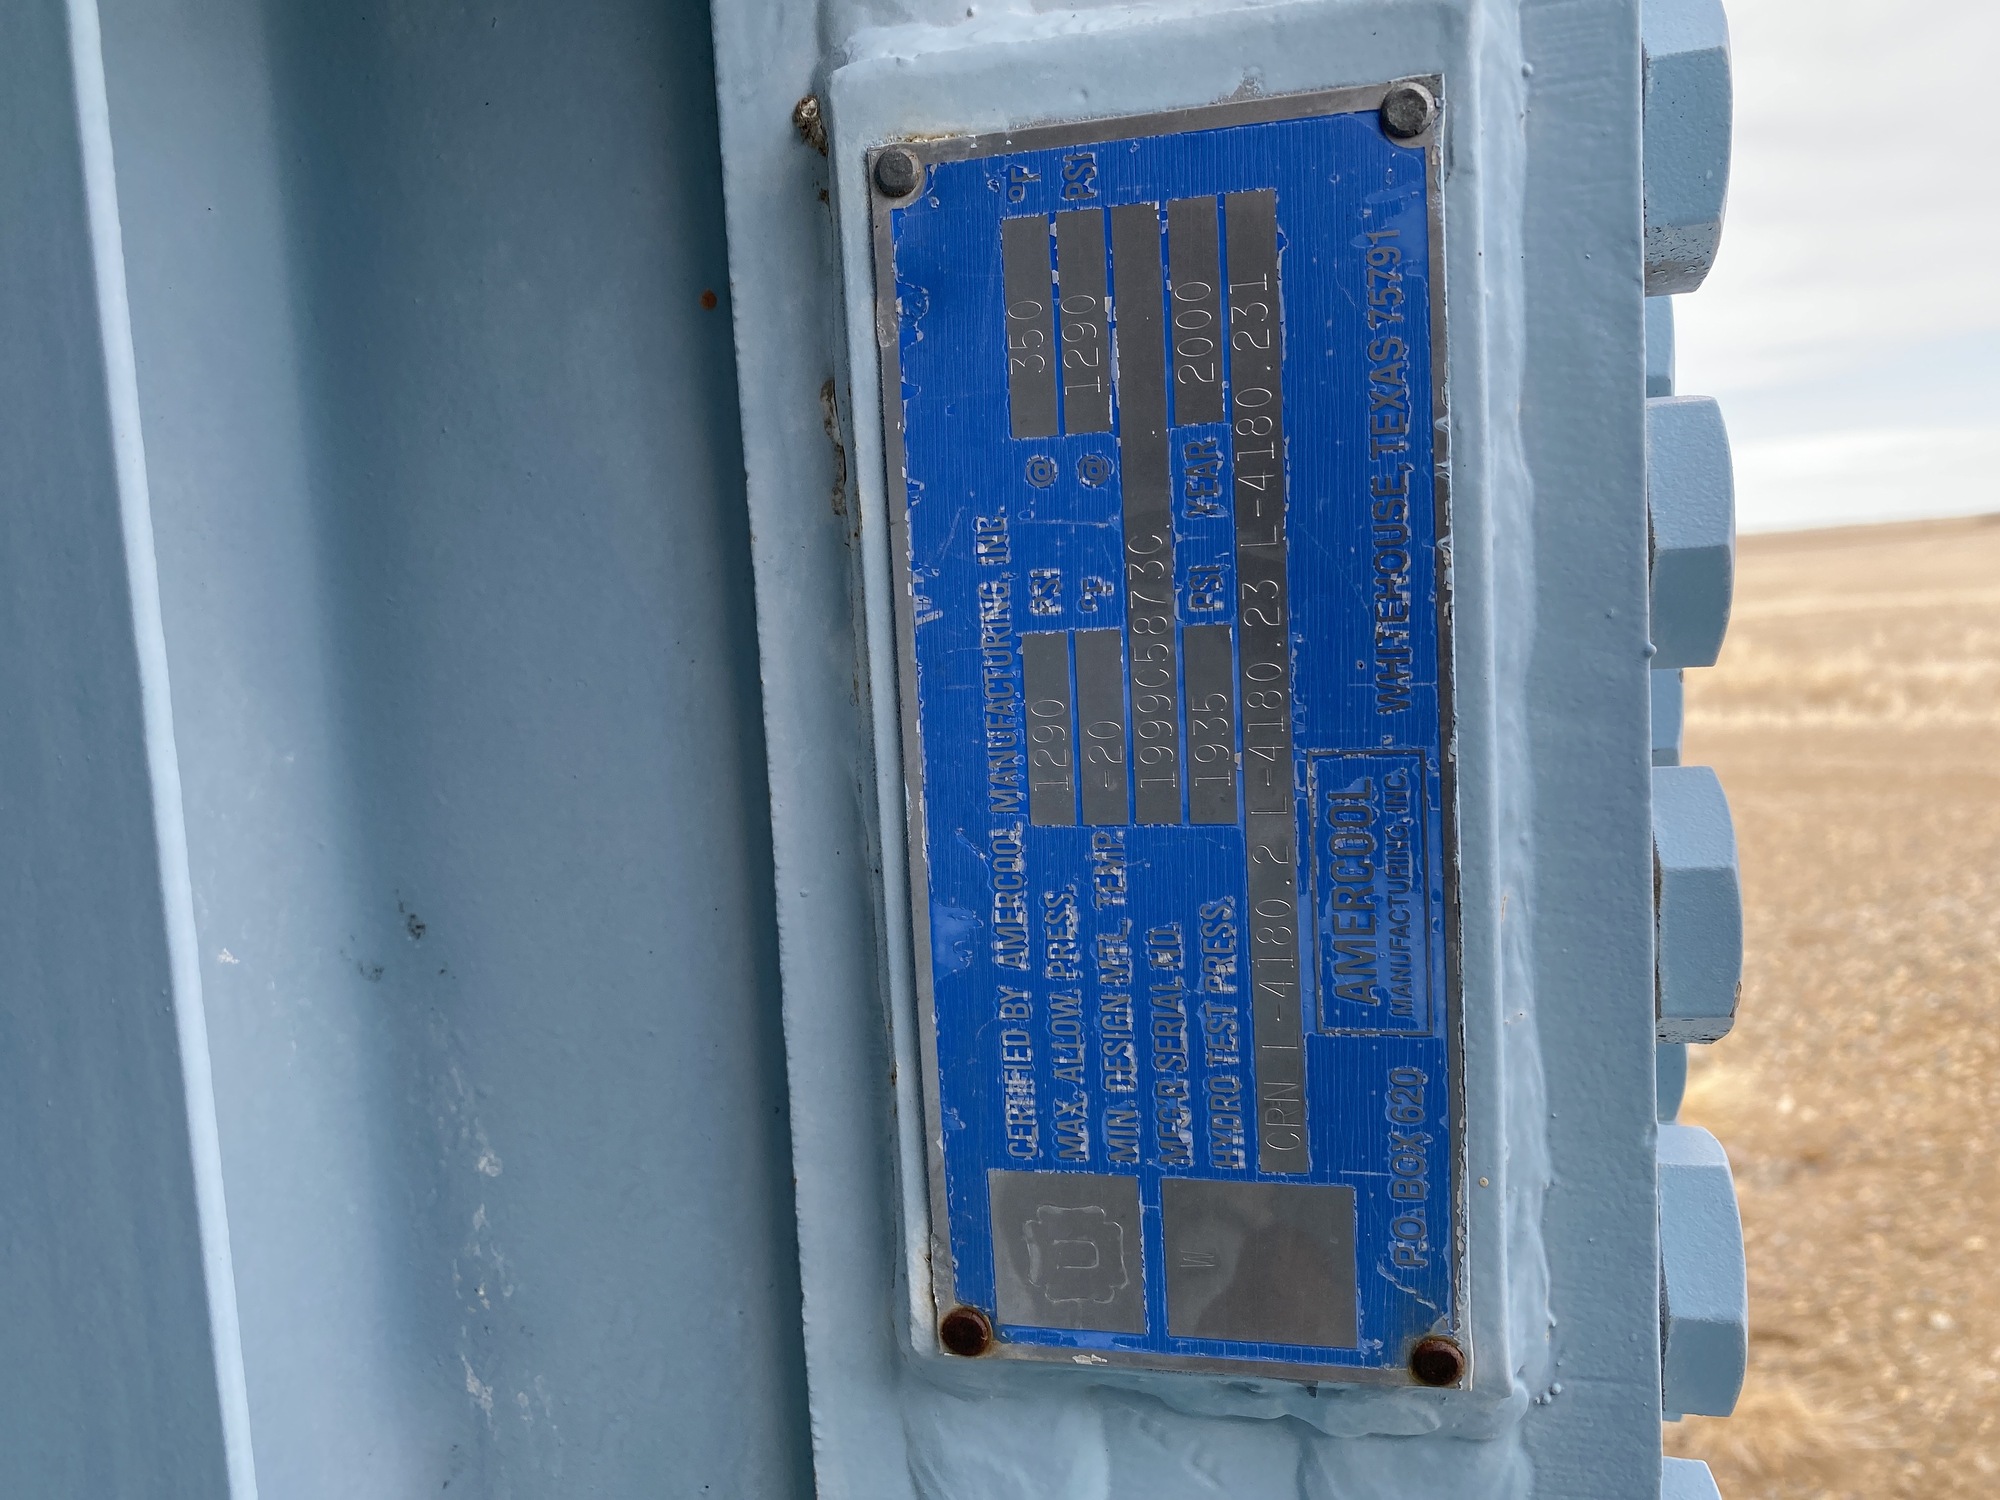 CERTIFIED BY AMERCOOL MANUFACTURING, INC.
MAX. ALLOW. PRESS. 1290 PSI @ 350 °F
MIN. DESIGN MTL. TEMP. -20 °F @ 1290 PSI
MFG'R SERIAL NO. 1999C5873C
HYDRO TEST PRESS. 1935 PSI, YEAR 2000
CRN L-4180.2 L-4180.23 L-4180.231
U
W
AMERCOOL
MANUFACTURING, INC.
P.O. BOX 620
WHITEHOUSE, TEXAS 75791